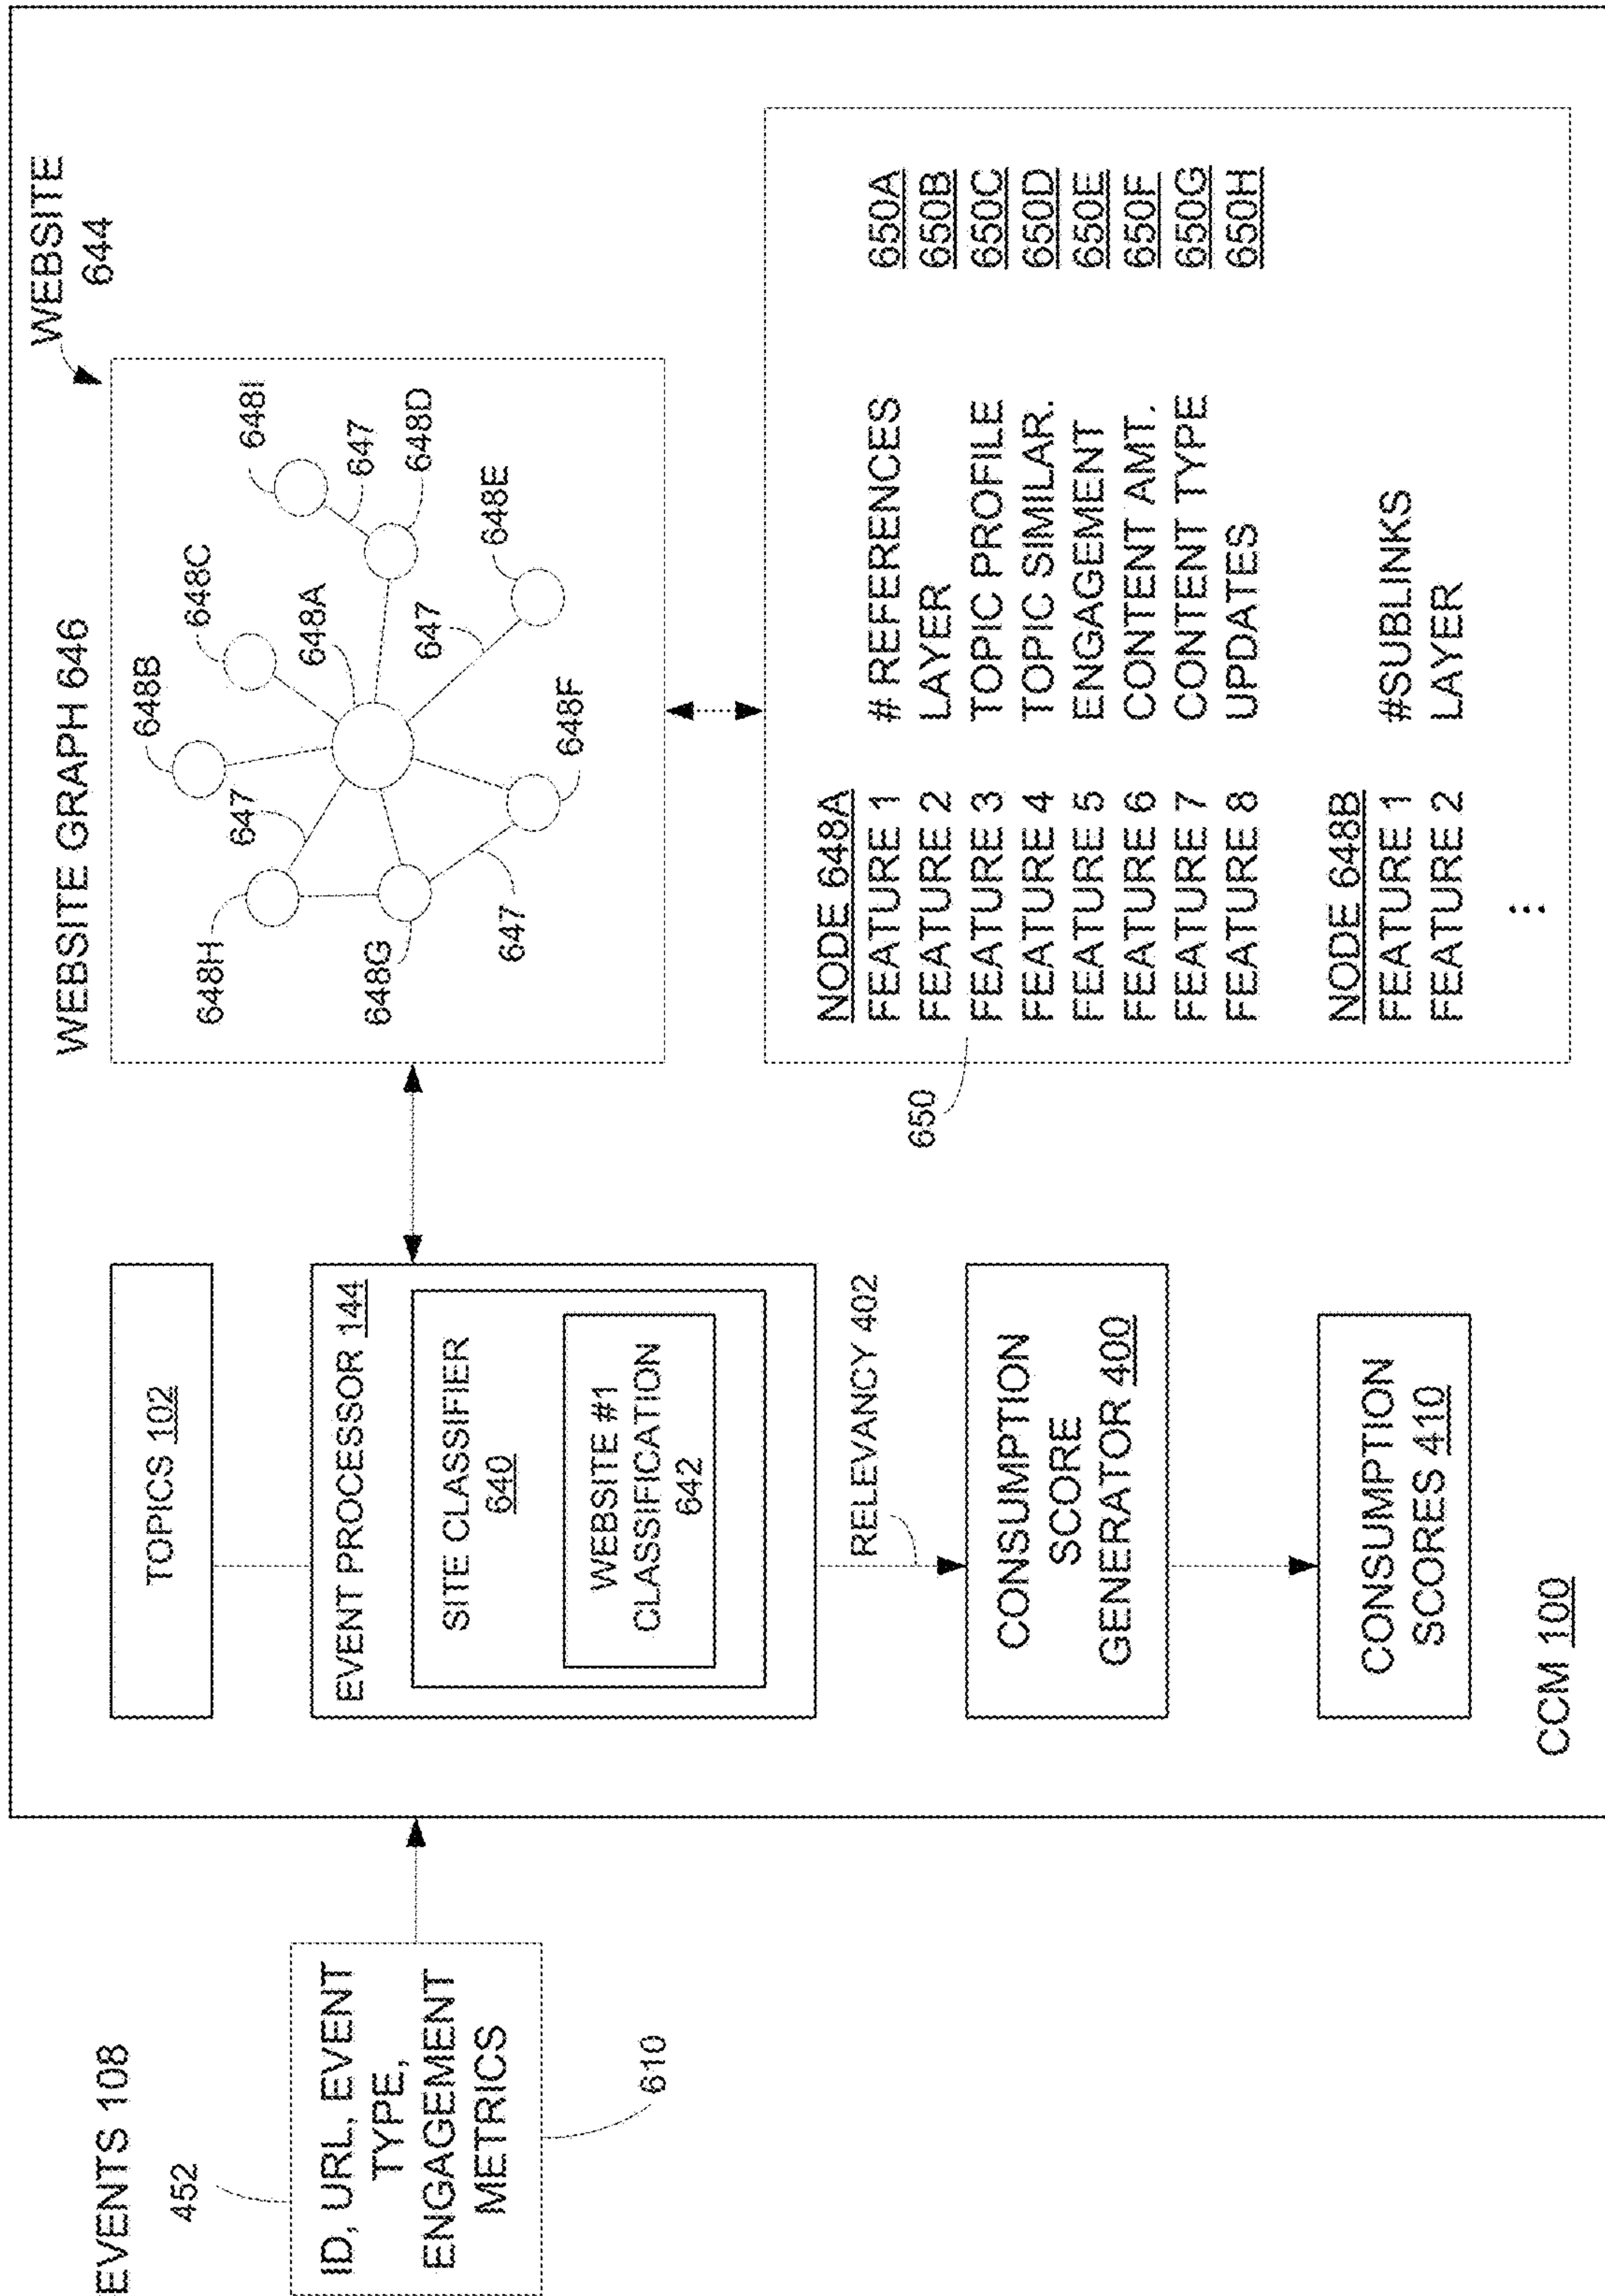 EVENTS 108
452
ID, URL, EVENT
TYPE,
ENGAGEMENT
METRICS
610
TOPICS 102
EVENT PROCESSOR 144
SITE CLASSIFIER
640
WEBSITE #1
CLASSIFICATION
642
RELEVANCY 402
CONSUMPTION
SCORE
GENERATOR 400
CONSUMPTION
SCORES 410
CCM 100
WEBSITE GRAPH 646
WEBSITE
644
648B
648C
648I
647
648A
647
648D
648H
647
648E
648G
648F
647
650
NODE 648A
FEATURE 1 # REFERENCES 650A
FEATURE 2 LAYER 650B
FEATURE 3 TOPIC PROFILE 650C
FEATURE 4 TOPIC SIMILAR. 650D
FEATURE 5 ENGAGEMENT 650E
FEATURE 6 CONTENT AMT. 650F
FEATURE 7 CONTENT TYPE 650G
FEATURE 8 UPDATES 650H
NODE 648B
FEATURE 1 #SUBLINKS
FEATURE 2 LAYER
⋮